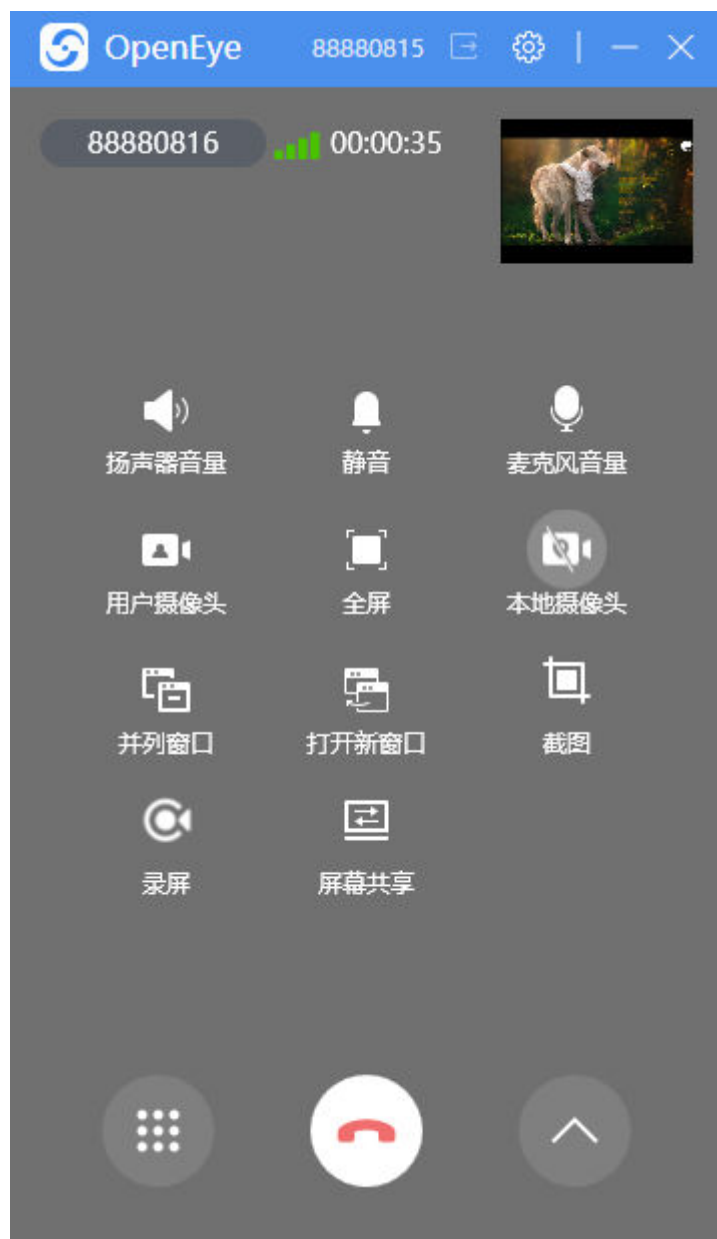 OpenEye 88880815
88880816 00:00:35
扬声器音量 静音 麦克风音量
用户摄像头 全屏 本地摄像头
并列窗口 打开新窗口 截图
录屏 屏幕共享